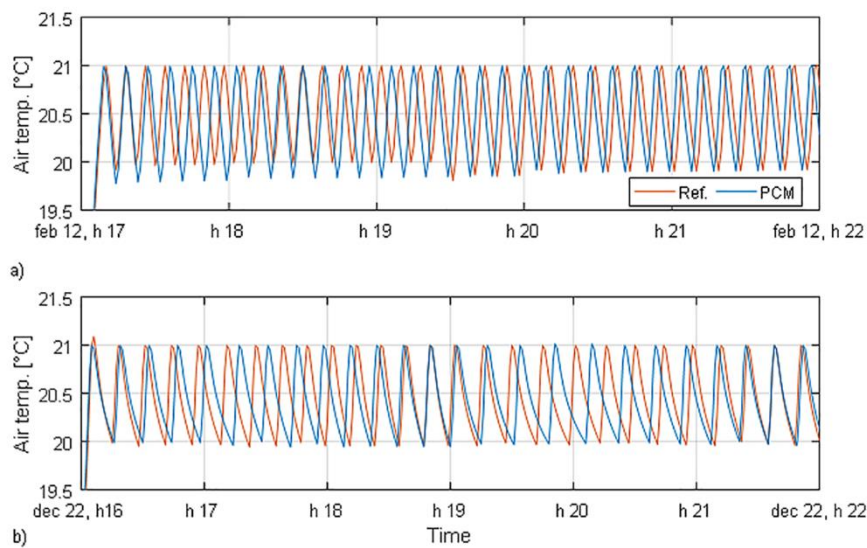 21.5
21
20.5
20
19.5
Air temp. [°C]
Ref. PCM
feb 12, h 17 h 18 h 19 h 20 h 21 feb 12, h 22
a)
21.5
21
20.5
20
19.5
Air temp. [°C]
dec 22, h16 h 17 h 18 h 19 h 20 h 21 dec 22, h 22
b) Time